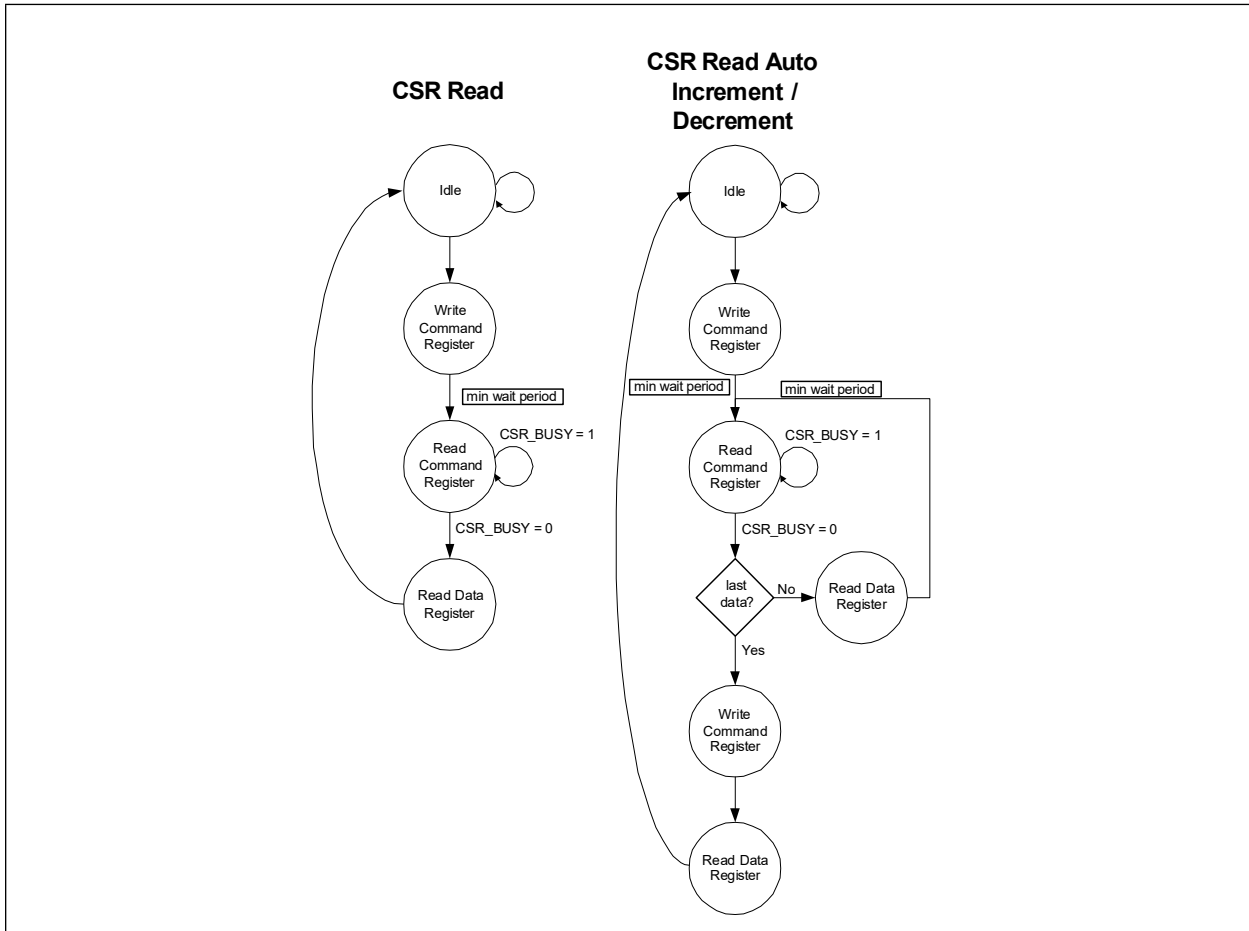 CSR Read
Idle
Write
Command
Register
min wait period
Read
Command
Register
CSR_BUSY = 1
CSR_BUSY = 0
Read Data
Register
CSR Read Auto
Increment /
Decrement
Idle
Write
Command
Register
min wait period
min wait period
Read
Command
Register
CSR_BUSY = 1
CSR_BUSY = 0
last
data?
No
Read Data
Register
Yes
Write
Command
Register
Read Data
Register